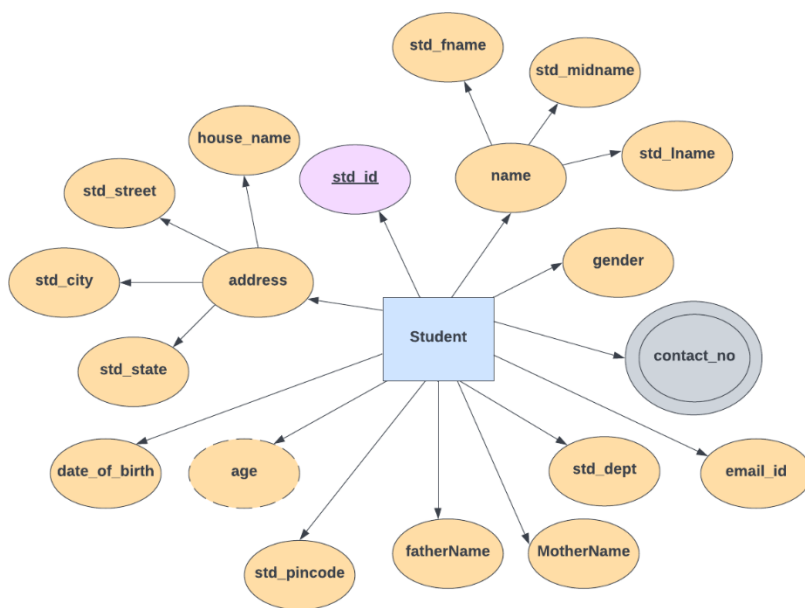 std_fname
std_midname
house_name
std_lname
std_id
name
std_street
gender
std_city
address
Student
contact_no
std_state
date_of_birth
age
std_dept
email_id
std_pincode
fatherName
MotherName